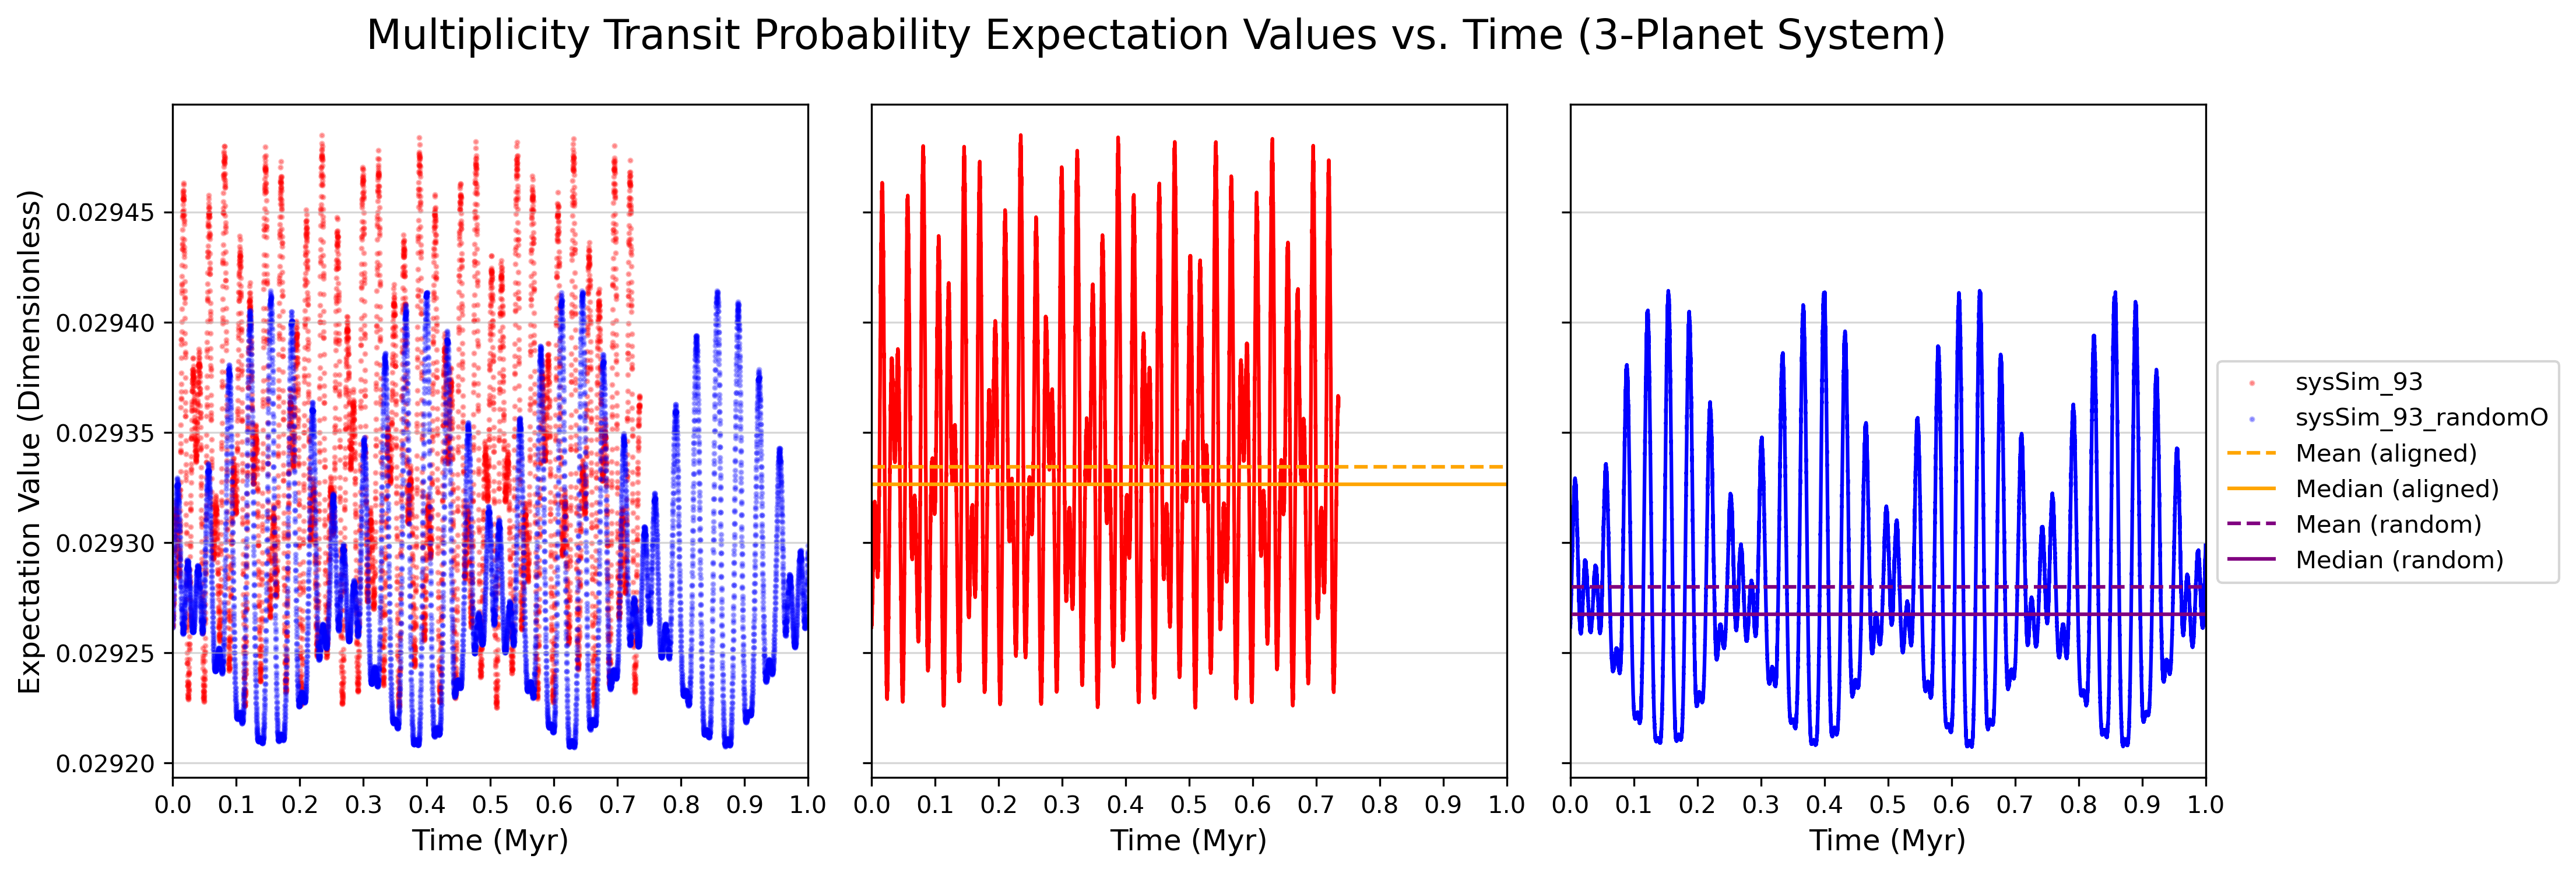 Multiplicity Transit Probability Expectation Values vs. Time (3-Planet System)
Expectation Value (Dimensionless)
0.02945
0.02940
0.02935
0.02930
0.02925
0.02920
0.0 0.1 0.2 0.3 0.4 0.5 0.6 0.7 0.8 0.9 1.0
Time (Myr)
0.0 0.1 0.2 0.3 0.4 0.5 0.6 0.7 0.8 0.9 1.0
Time (Myr)
0.0 0.1 0.2 0.3 0.4 0.5 0.6 0.7 0.8 0.9 1.0
Time (Myr)
sysSim_93
sysSim_93_randomO
Mean (aligned)
Median (aligned)
Mean (random)
Median (random)